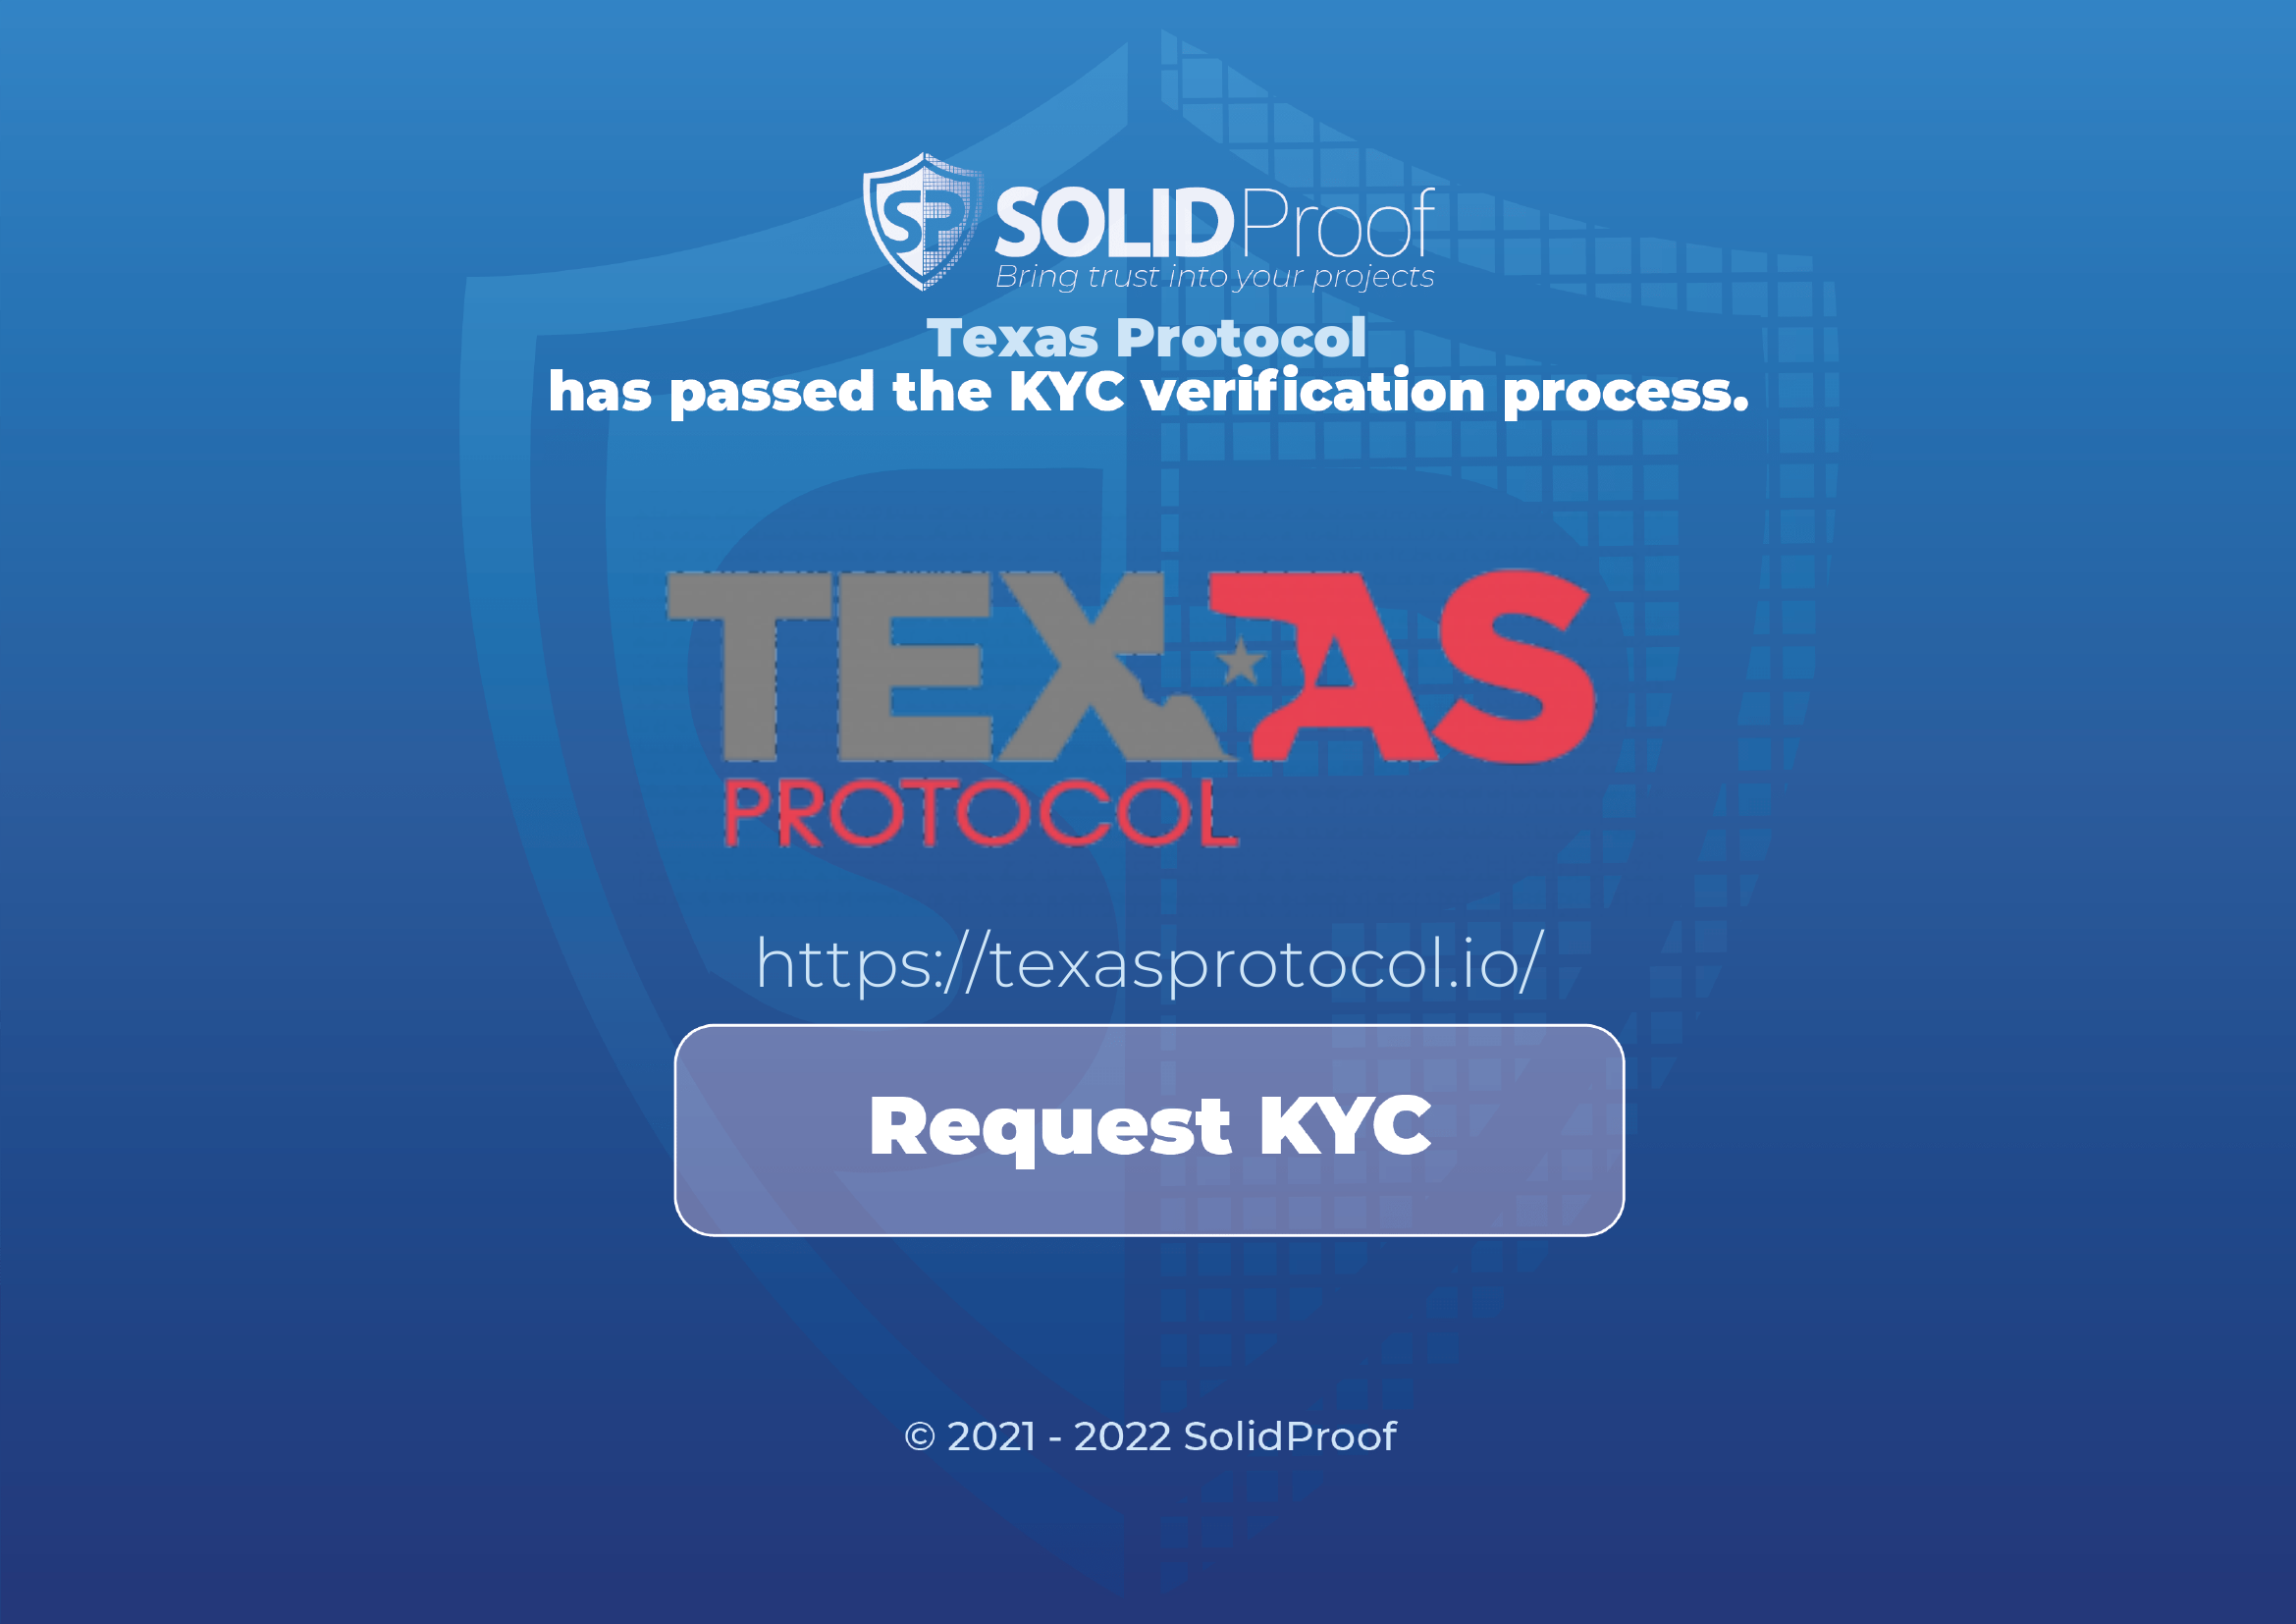 SP SOLIDProof
Bring trust into your projects
Texas Protocol
has passed the KYC verification process.
TEXAS
PROTOCOL
https://texasprotocol.io/
Request KYC
© 2021 - 2022 SolidProof